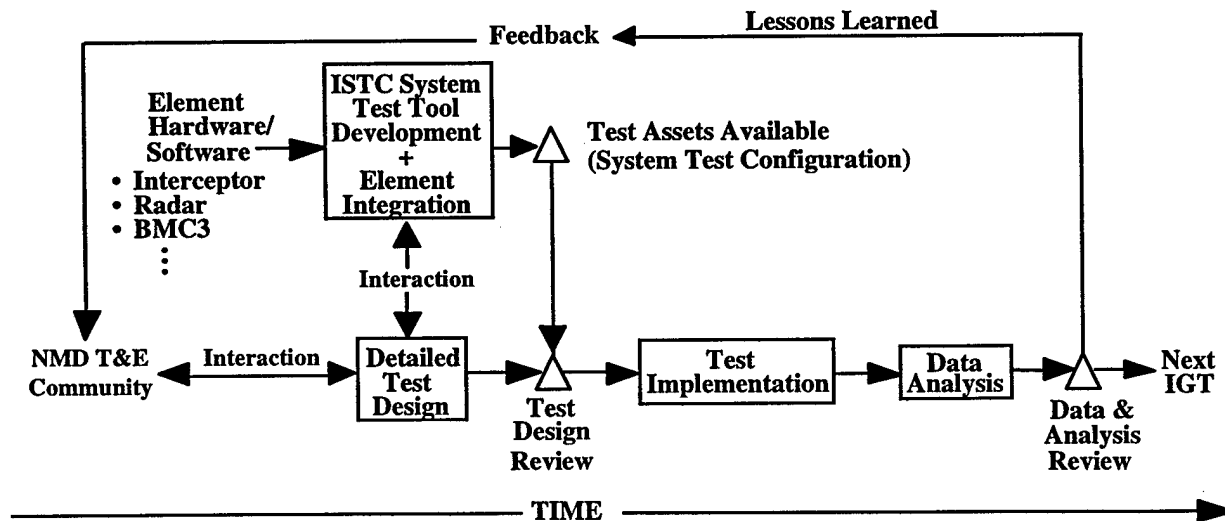 Lessons Learned
Feedback
ISTC System
Test Tool
Development
+
Element
Integration
Element
Hardware/
Software
• Interceptor
• Radar
• BMC3
Test Assets Available
(System Test Configuration)
Interaction
NMD T&E
Community
Interaction
Detailed
Test
Design
Test
Design
Review
Test
Implementation
Data
Analysis
Data &
Analysis
Review
Next
IGT
TIME